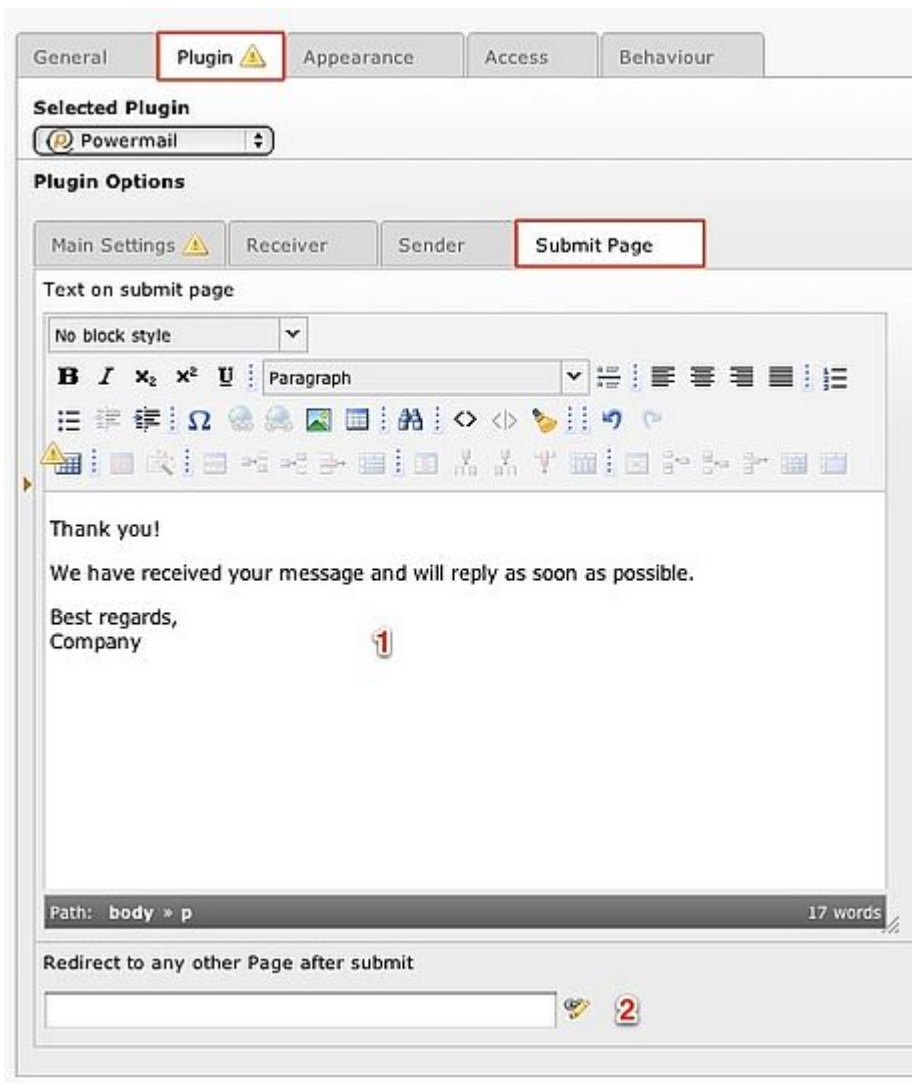 General Plugin Appearance Access Behaviour
Selected Plugin
Powermail
Plugin Options
Main Settings Receiver Sender Submit Page
Text on submit page
No block style
B I x₂ x² U Paragraph
Ω
Thank you!
We have received your message and will reply as soon as possible.
Best regards,
Company
1
Path: body » p 17 words
Redirect to any other Page after submit
2